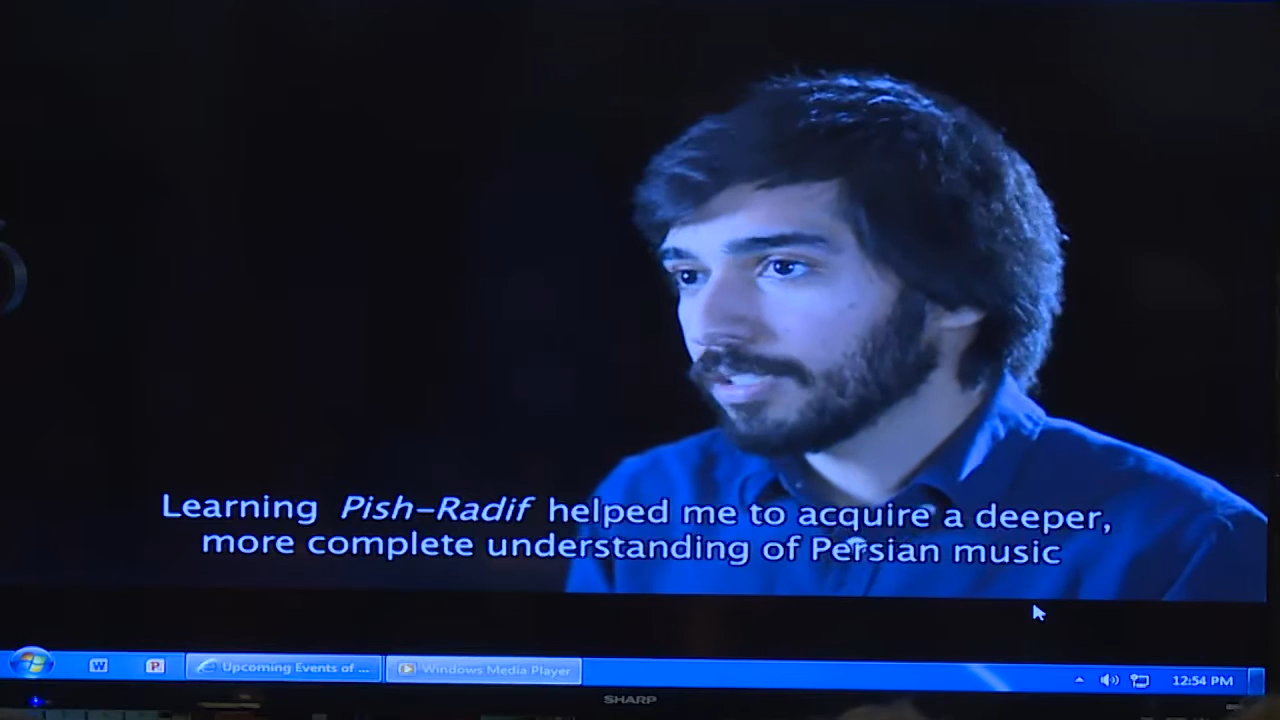 Learning Pish-Radif helped me to acquire a deeper,
more complete understanding of Persian music
Upcoming Events of ...
Windows Media Player
12:54 PM
SHARP